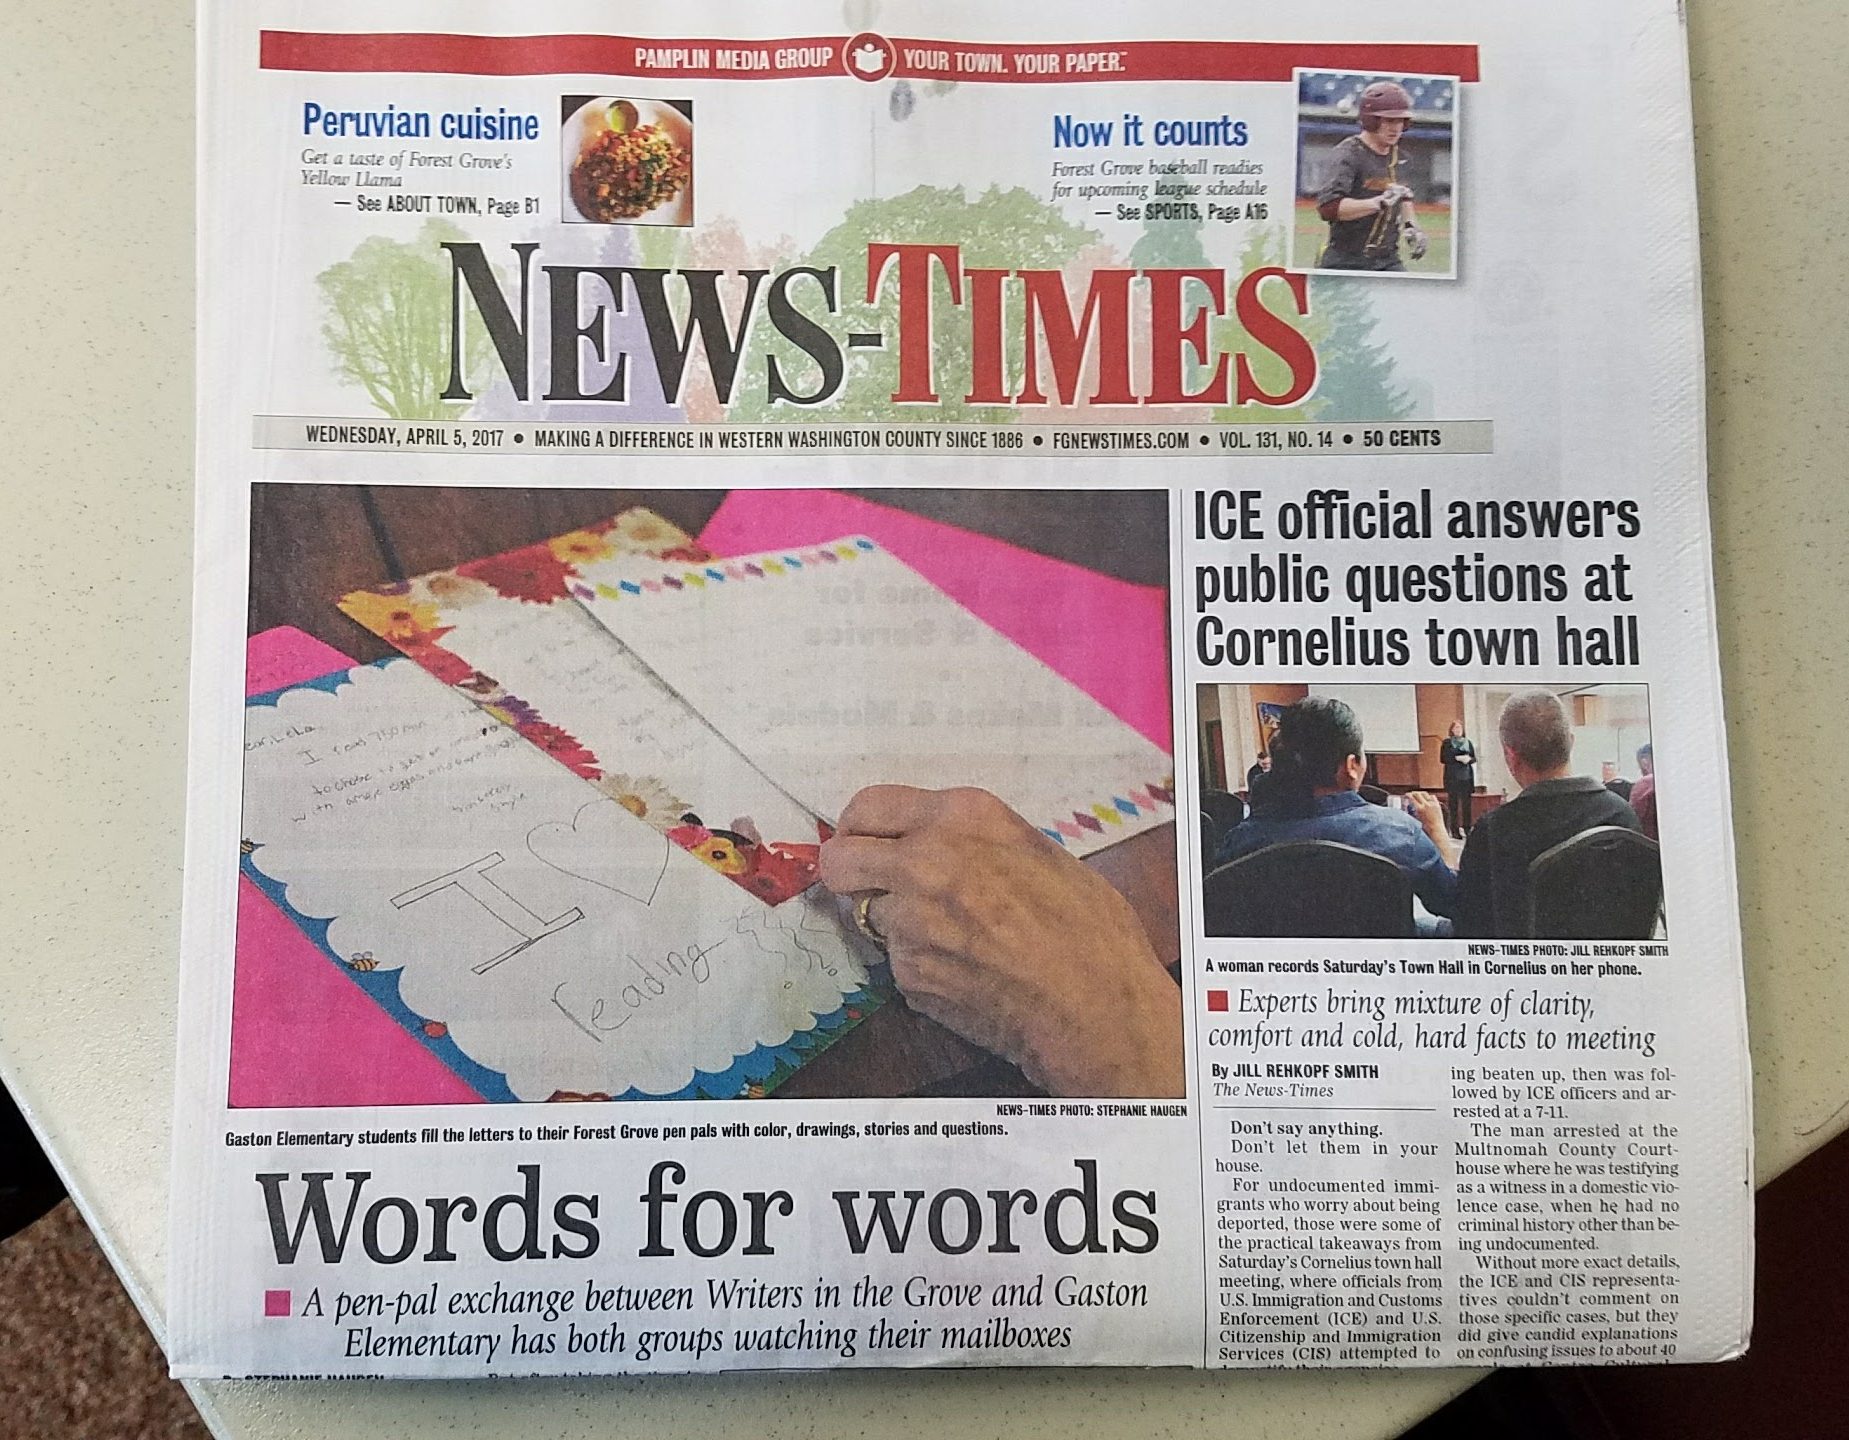 PAMPLIN MEDIA GROUP YOUR TOWN. YOUR PAPER.™
Peruvian cuisine
Get a taste of Forest Grove's
Yellow Llama
— See ABOUT TOWN, Page B1
Now it counts
Forest Grove baseball readies
for upcoming league schedule
— See SPORTS, Page A16
NEWS-TIMES
WEDNESDAY, APRIL 5, 2017 • MAKING A DIFFERENCE IN WESTERN WASHINGTON COUNTY SINCE 1886 • FGNEWSTIMES.COM • VOL. 131, NO. 14 • 50 CENTS
I
reading
NEWS-TIMES PHOTO: STEPHANIE HAUGEN
Gaston Elementary students fill the letters to their Forest Grove pen pals with color, drawings, stories and questions.
Words for words
A pen-pal exchange between Writers in the Grove and Gaston
Elementary has both groups watching their mailboxes
ICE official answers
public questions at
Cornelius town hall
NEWS-TIMES PHOTO: JILL REHKOPF SMITH
A woman records Saturday's Town Hall in Cornelius on her phone.
Experts bring mixture of clarity,
comfort and cold, hard facts to meeting
By JILL REHKOPF SMITH
The News-Times
Don't say anything.
Don't let them in your
house.
For undocumented immi-
grants who worry about being
deported, those were some of
the practical takeaways from
Saturday's Cornelius town hall
meeting, where officials from
U.S. Immigration and Customs
Enforcement (ICE) and U.S.
Citizenship and Immigration
Services (CIS) attempted to
ing beaten up, then was fol-
lowed by ICE officers and ar-
rested at a 7-11.
The man arrested at the
Multnomah County Court-
house where he was testifying
as a witness in a domestic vio-
lence case, when he had no
criminal history other than be-
ing undocumented.
Without more exact details,
the ICE and CIS representa-
tives couldn't comment on
those specific cases, but they
did give candid explanations
on confusing issues to about 40